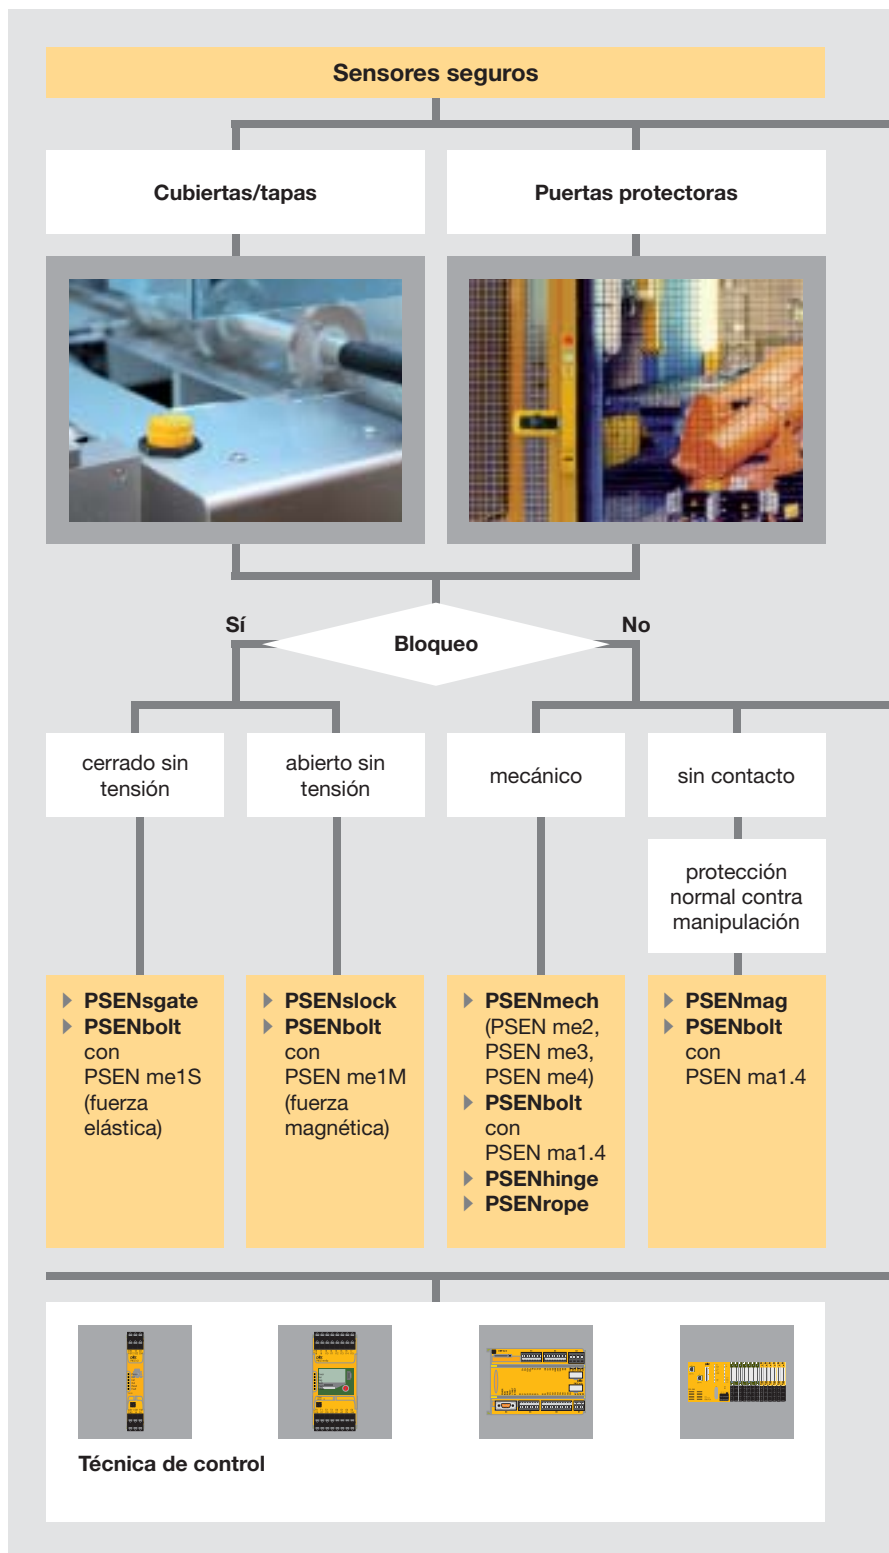 Sensores seguros
Cubiertas/tapas
Puertas protectoras
Sí
Bloqueo
No
cerrado sin
tensión
abierto sin
tensión
mecánico
sin contacto
protección
normal contra
manipulación
PSENsgate
PSENbolt
con
PSEN me1S
(fuerza
elástica)
PSENslock
PSENbolt
con
PSEN me1M
(fuerza
magnética)
PSENmech
(PSEN me2,
PSEN me3,
PSEN me4)
PSENbolt
con
PSEN ma1.4
PSENhinge
PSENrope
PSENmag
PSENbolt
con
PSEN ma1.4
Técnica de control